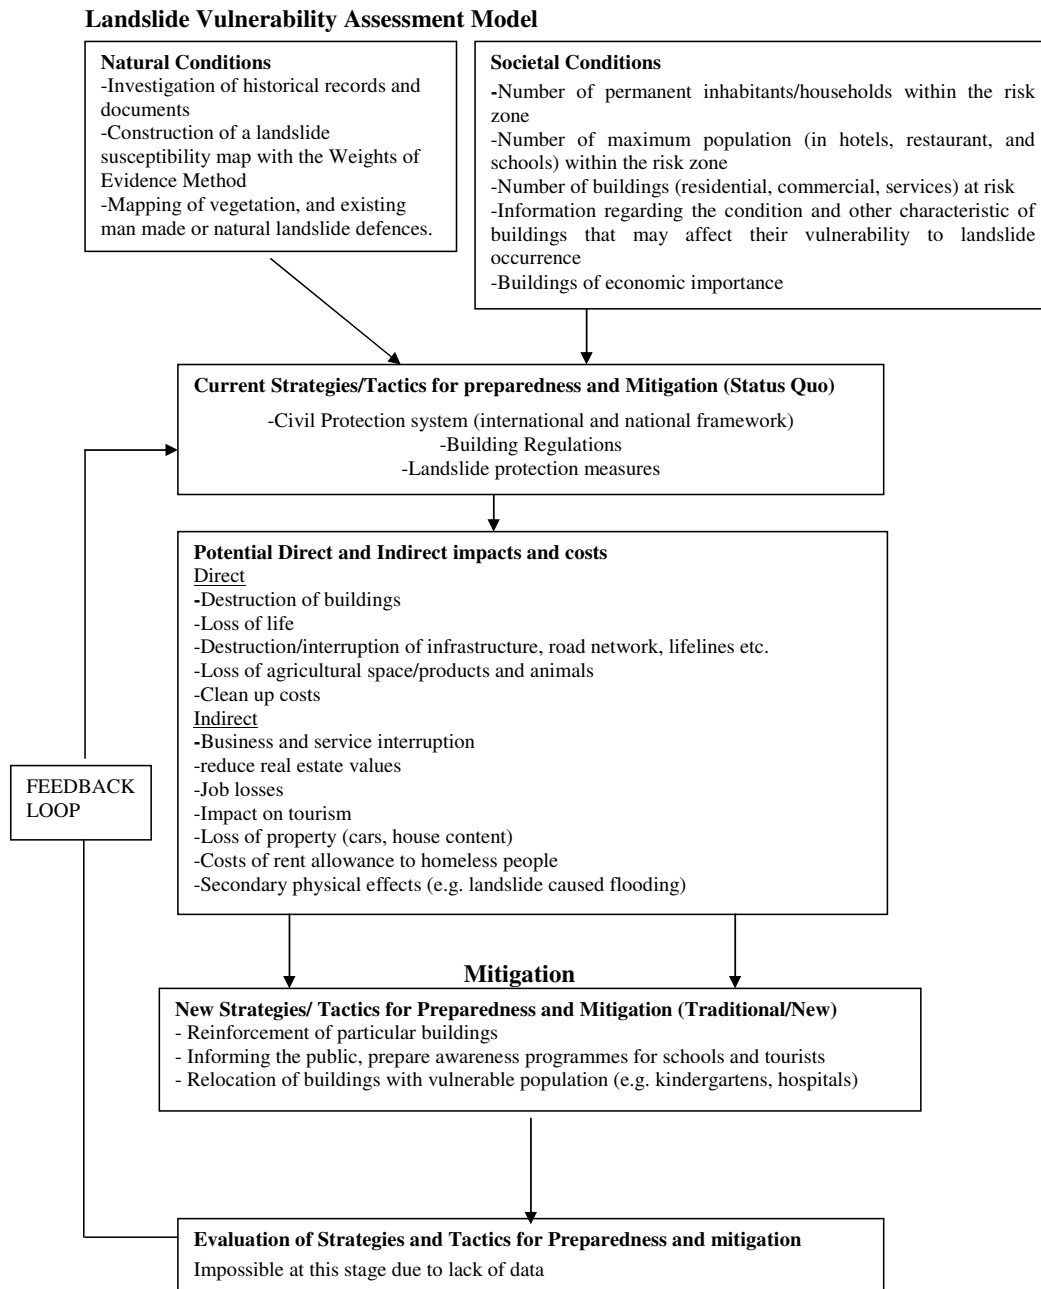 Landslide Vulnerability Assessment Model
Natural Conditions
-Investigation of historical records and
documents
-Construction of a landslide
susceptibility map with the Weights of
Evidence Method
-Mapping of vegetation, and existing
man made or natural landslide defences.
Societal Conditions
-Number of permanent inhabitants/households within the risk
zone
-Number of maximum population (in hotels, restaurant, and
schools) within the risk zone
-Number of buildings (residential, commercial, services) at risk
-Information regarding the condition and other characteristic of
buildings that may affect their vulnerability to landslide
occurrence
-Buildings of economic importance
Current Strategies/Tactics for preparedness and Mitigation (Status Quo)
-Civil Protection system (international and national framework)
-Building Regulations
-Landslide protection measures
Potential Direct and Indirect impacts and costs
Direct
-Destruction of buildings
-Loss of life
-Destruction/interruption of infrastructure, road network, lifelines etc.
-Loss of agricultural space/products and animals
-Clean up costs
Indirect
-Business and service interruption
-reduce real estate values
-Job losses
-Impact on tourism
-Loss of property (cars, house content)
-Costs of rent allowance to homeless people
-Secondary physical effects (e.g. landslide caused flooding)
FEEDBACK
LOOP
Mitigation
New Strategies/ Tactics for Preparedness and Mitigation (Traditional/New)
- Reinforcement of particular buildings
- Informing the public, prepare awareness programmes for schools and tourists
- Relocation of buildings with vulnerable population (e.g. kindergartens, hospitals)
Evaluation of Strategies and Tactics for Preparedness and mitigation
Impossible at this stage due to lack of data